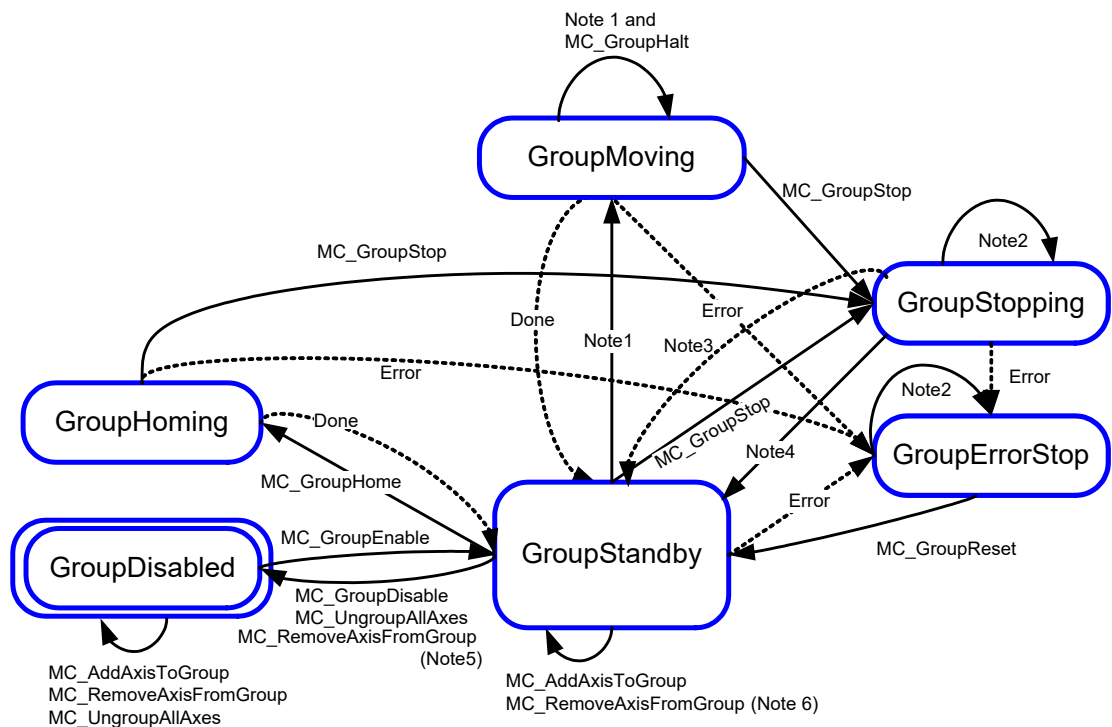 Note 1 and
MC_GroupHalt
GroupMoving
MC_GroupStop
Note2
MC_GroupStop
GroupStopping
Done
Error
Note1
Note3
Error
Error
Note2
GroupHoming
Done
MC_GroupStop
Note4
GroupErrorStop
MC_GroupHome
Error
MC_GroupEnable
GroupStandby
MC_GroupReset
GroupDisabled
MC_GroupDisable
MC_UngroupAllAxes
MC_RemoveAxisFromGroup
(Note5)
MC_AddAxisToGroup
MC_RemoveAxisFromGroup
MC_UngroupAllAxes
MC_AddAxisToGroup
MC_RemoveAxisFromGroup (Note 6)